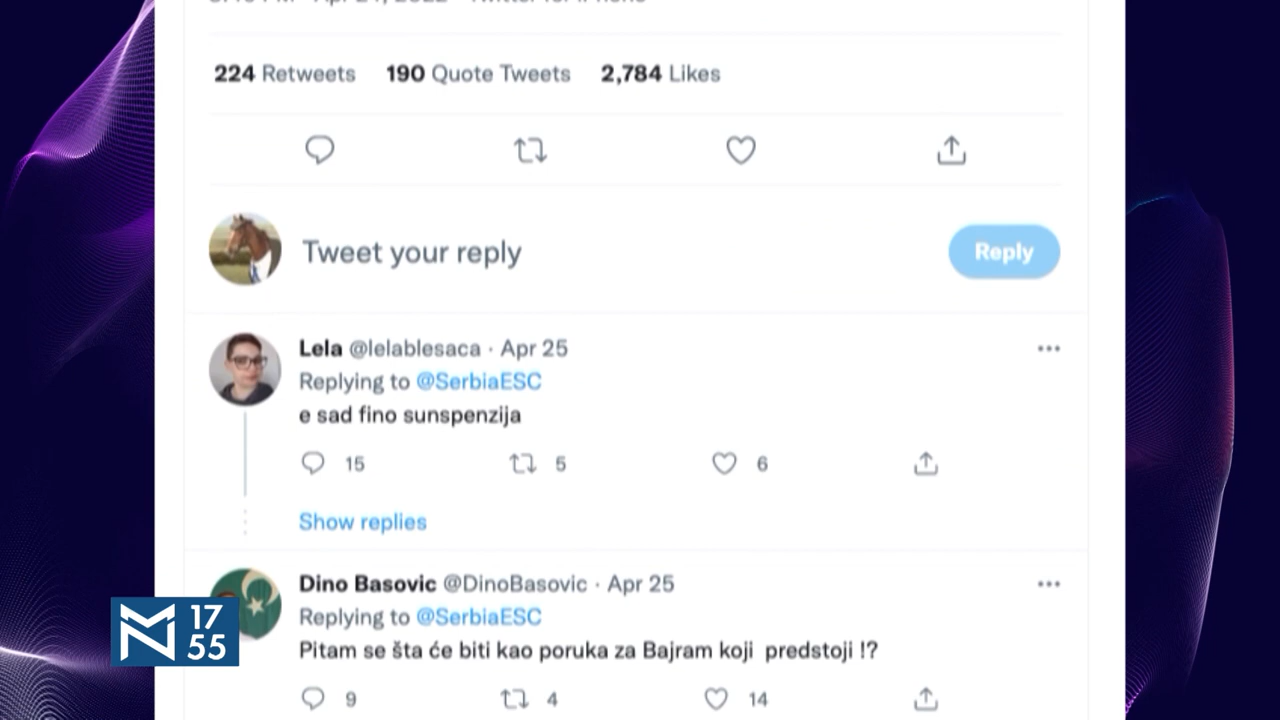 224 Retweets 190 Quote Tweets 2,784 Likes
Tweet your reply
Reply
Lela @lelablesaca · Apr 25
Replying to @SerbiaESC
e sad fino sunspenzija
15 5 6
Show replies
Dino Basovic @DinoBasovic · Apr 25
Replying to @SerbiaESC
Pitam se šta će biti kao poruka za Bajram koji predstoji !?
9 4 14
17
55